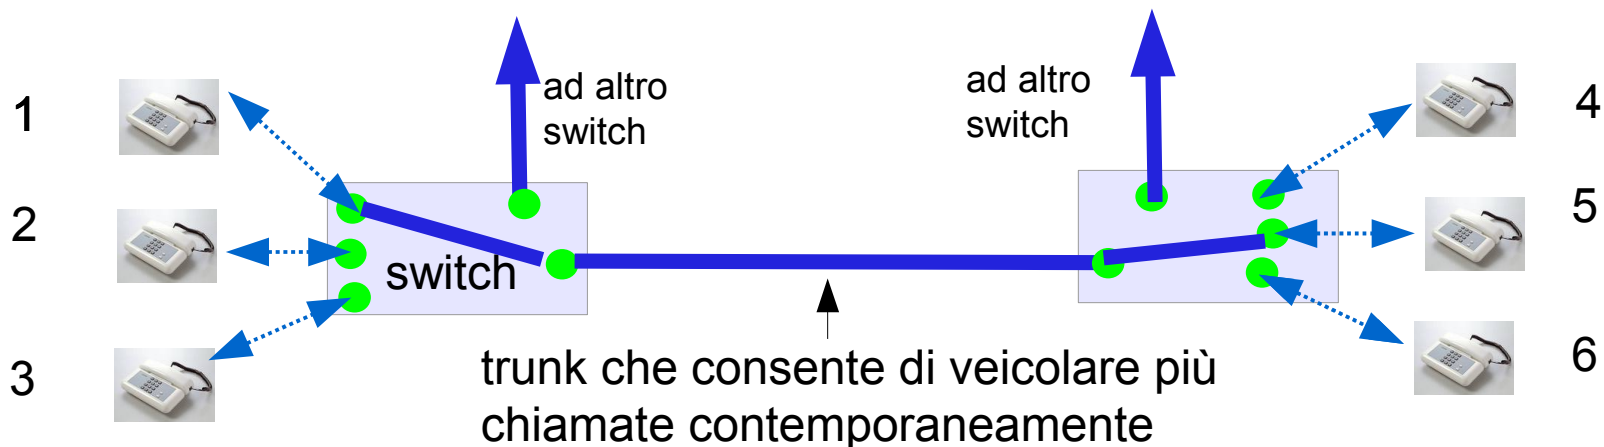 1
2
3
ad altro
switch
switch
ad altro
switch
4
5
6
trunk che consente di veicolare più
chiamate contemporaneamente